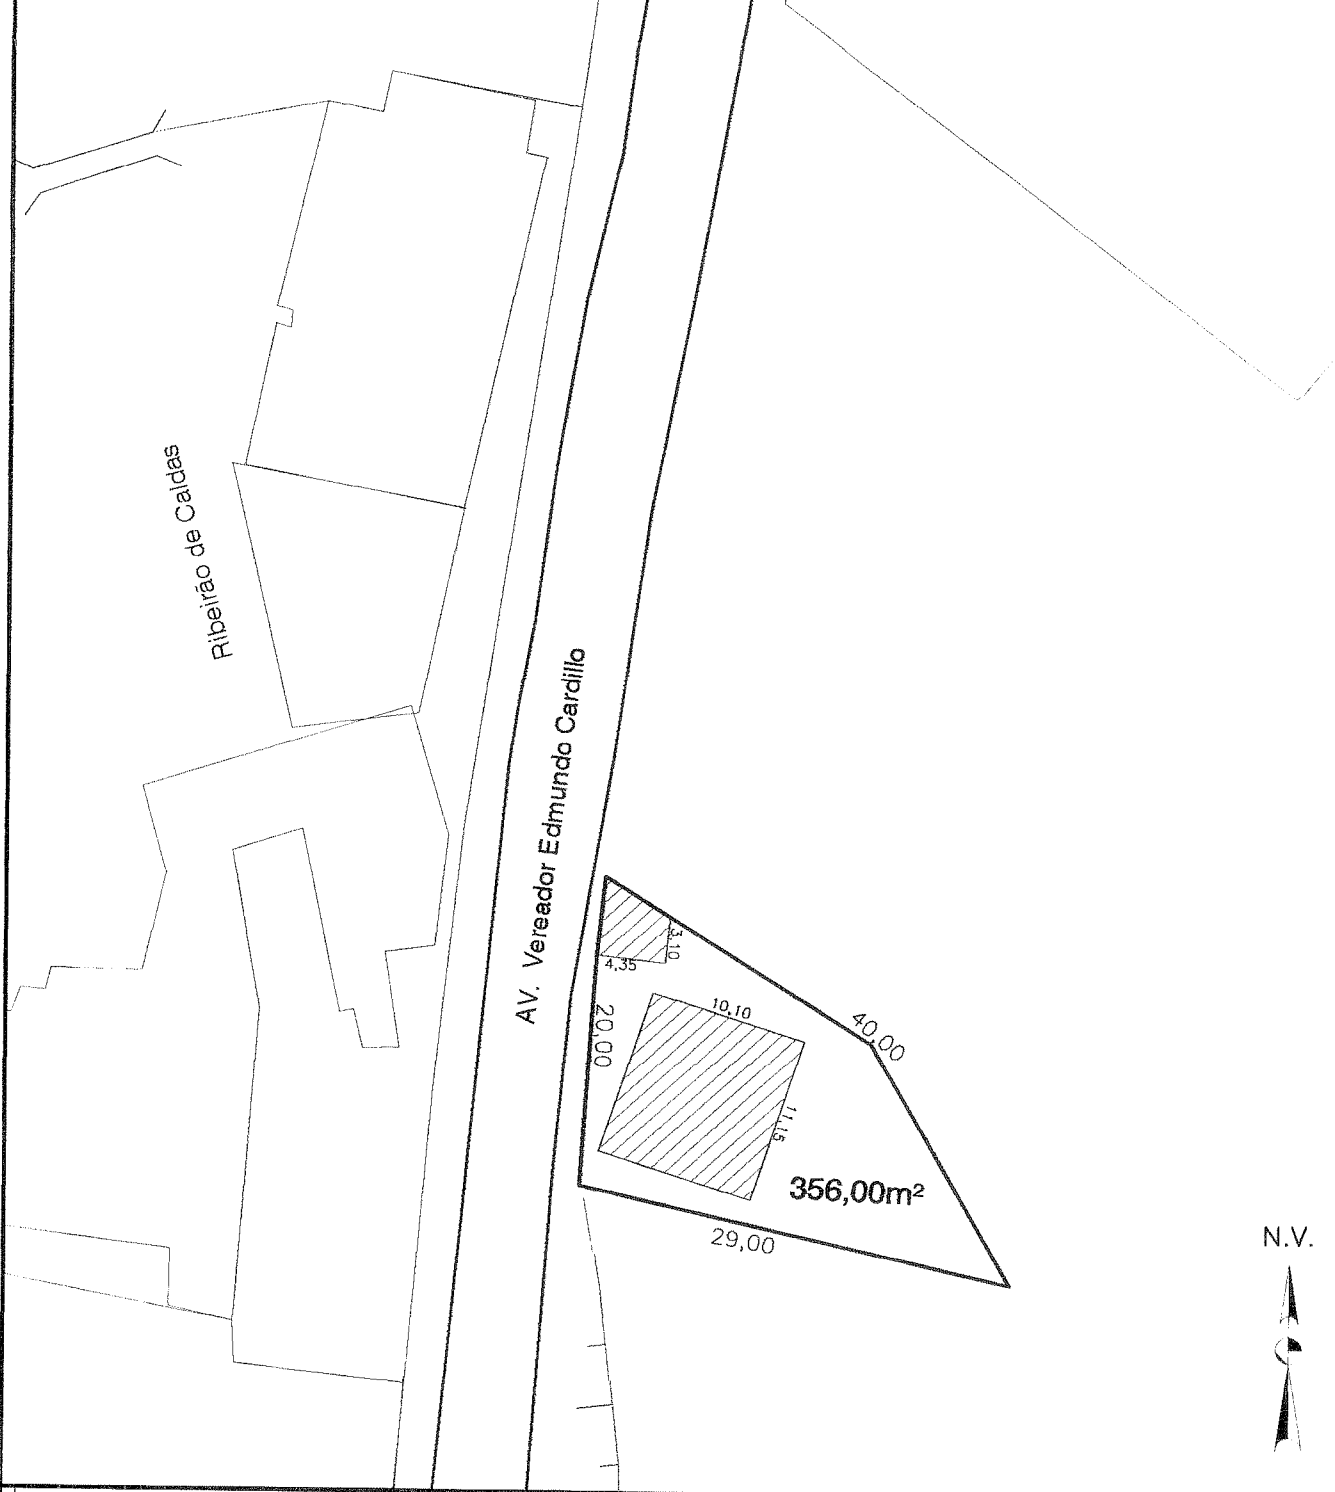 Ribeirão de Caldas
AV. Vereador Edmundo Cardillo
3,10
4,35
10,10
20,00
40,00
11,15
356,00m²
29,00
N.V.